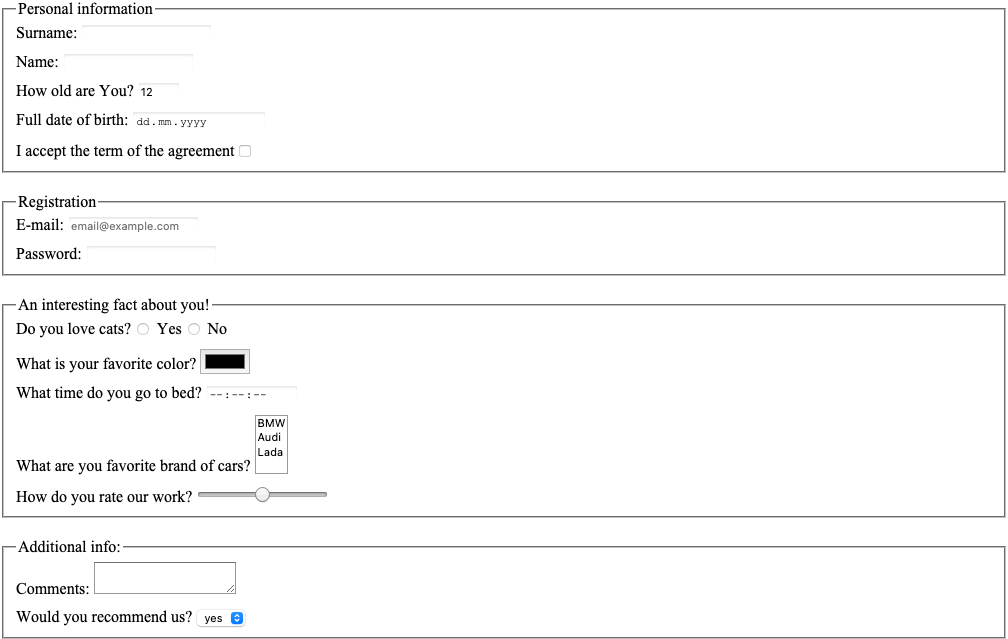 Personal information
Surname:
Name:
How old are You? 12
Full date of birth: dd.mm.yyyy
I accept the term of the agreement
Registration
E-mail: email@example.com
Password:
An interesting fact about you!
Do you love cats? Yes No
What is your favorite color?
What time do you go to bed? --:--:--
BMW
Audi
Lada
What are you favorite brand of cars?
How do you rate our work?
Additional info:
Comments:
Would you recommend us? yes